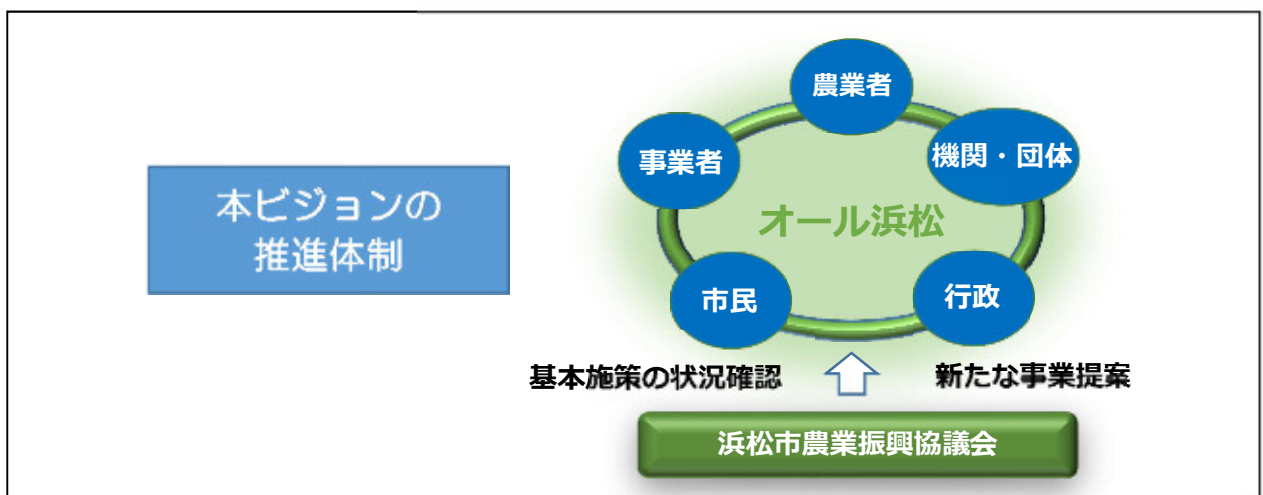 本ビジョンの
推進体制
農業者
事業者
機関・団体
オール浜松
市民
行政
基本施策の状況確認
新たな事業提案
浜松市農業振興協議会